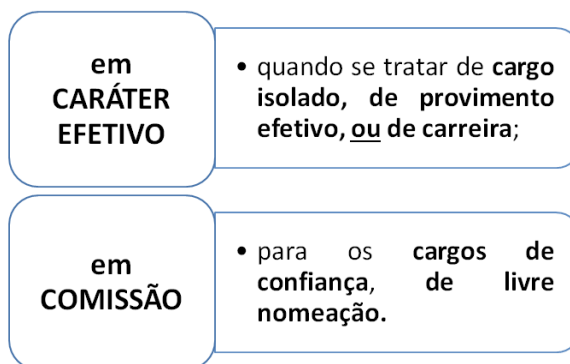 em
CARÁTER
EFETIVO
• quando se tratar de cargo
isolado, de provimento
efetivo, ou de carreira;
em
COMISSÃO
• para os cargos de
confiança, de livre
nomeação.